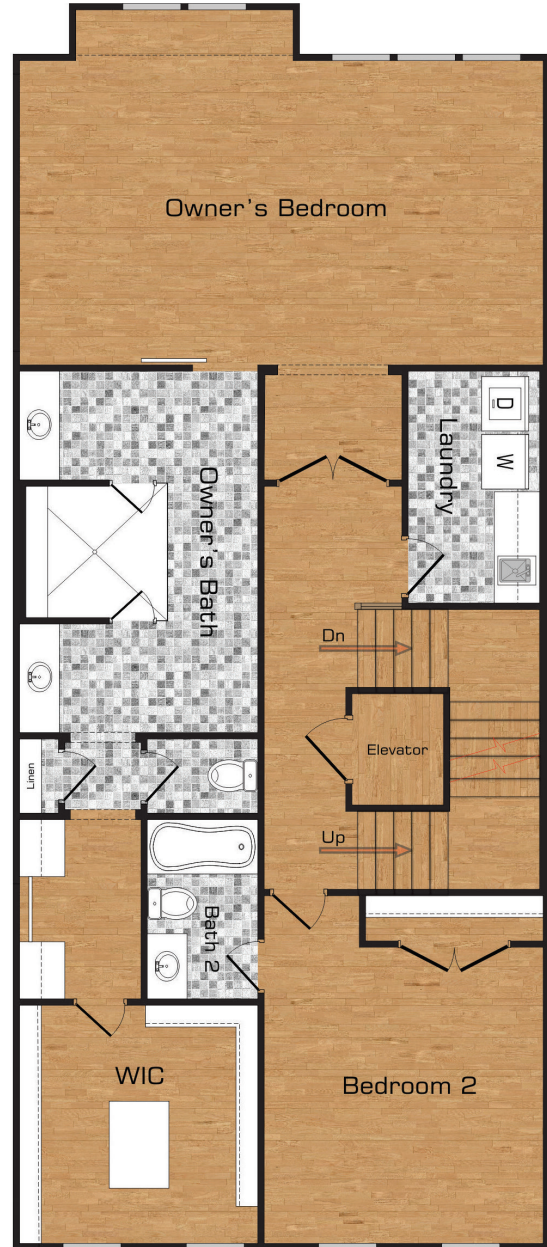 Owner's Bedroom
D
W
Laundry
Owner's Bath
Dn
Elevator
Linen
Up
Bath 2
WIC
Bedroom 2